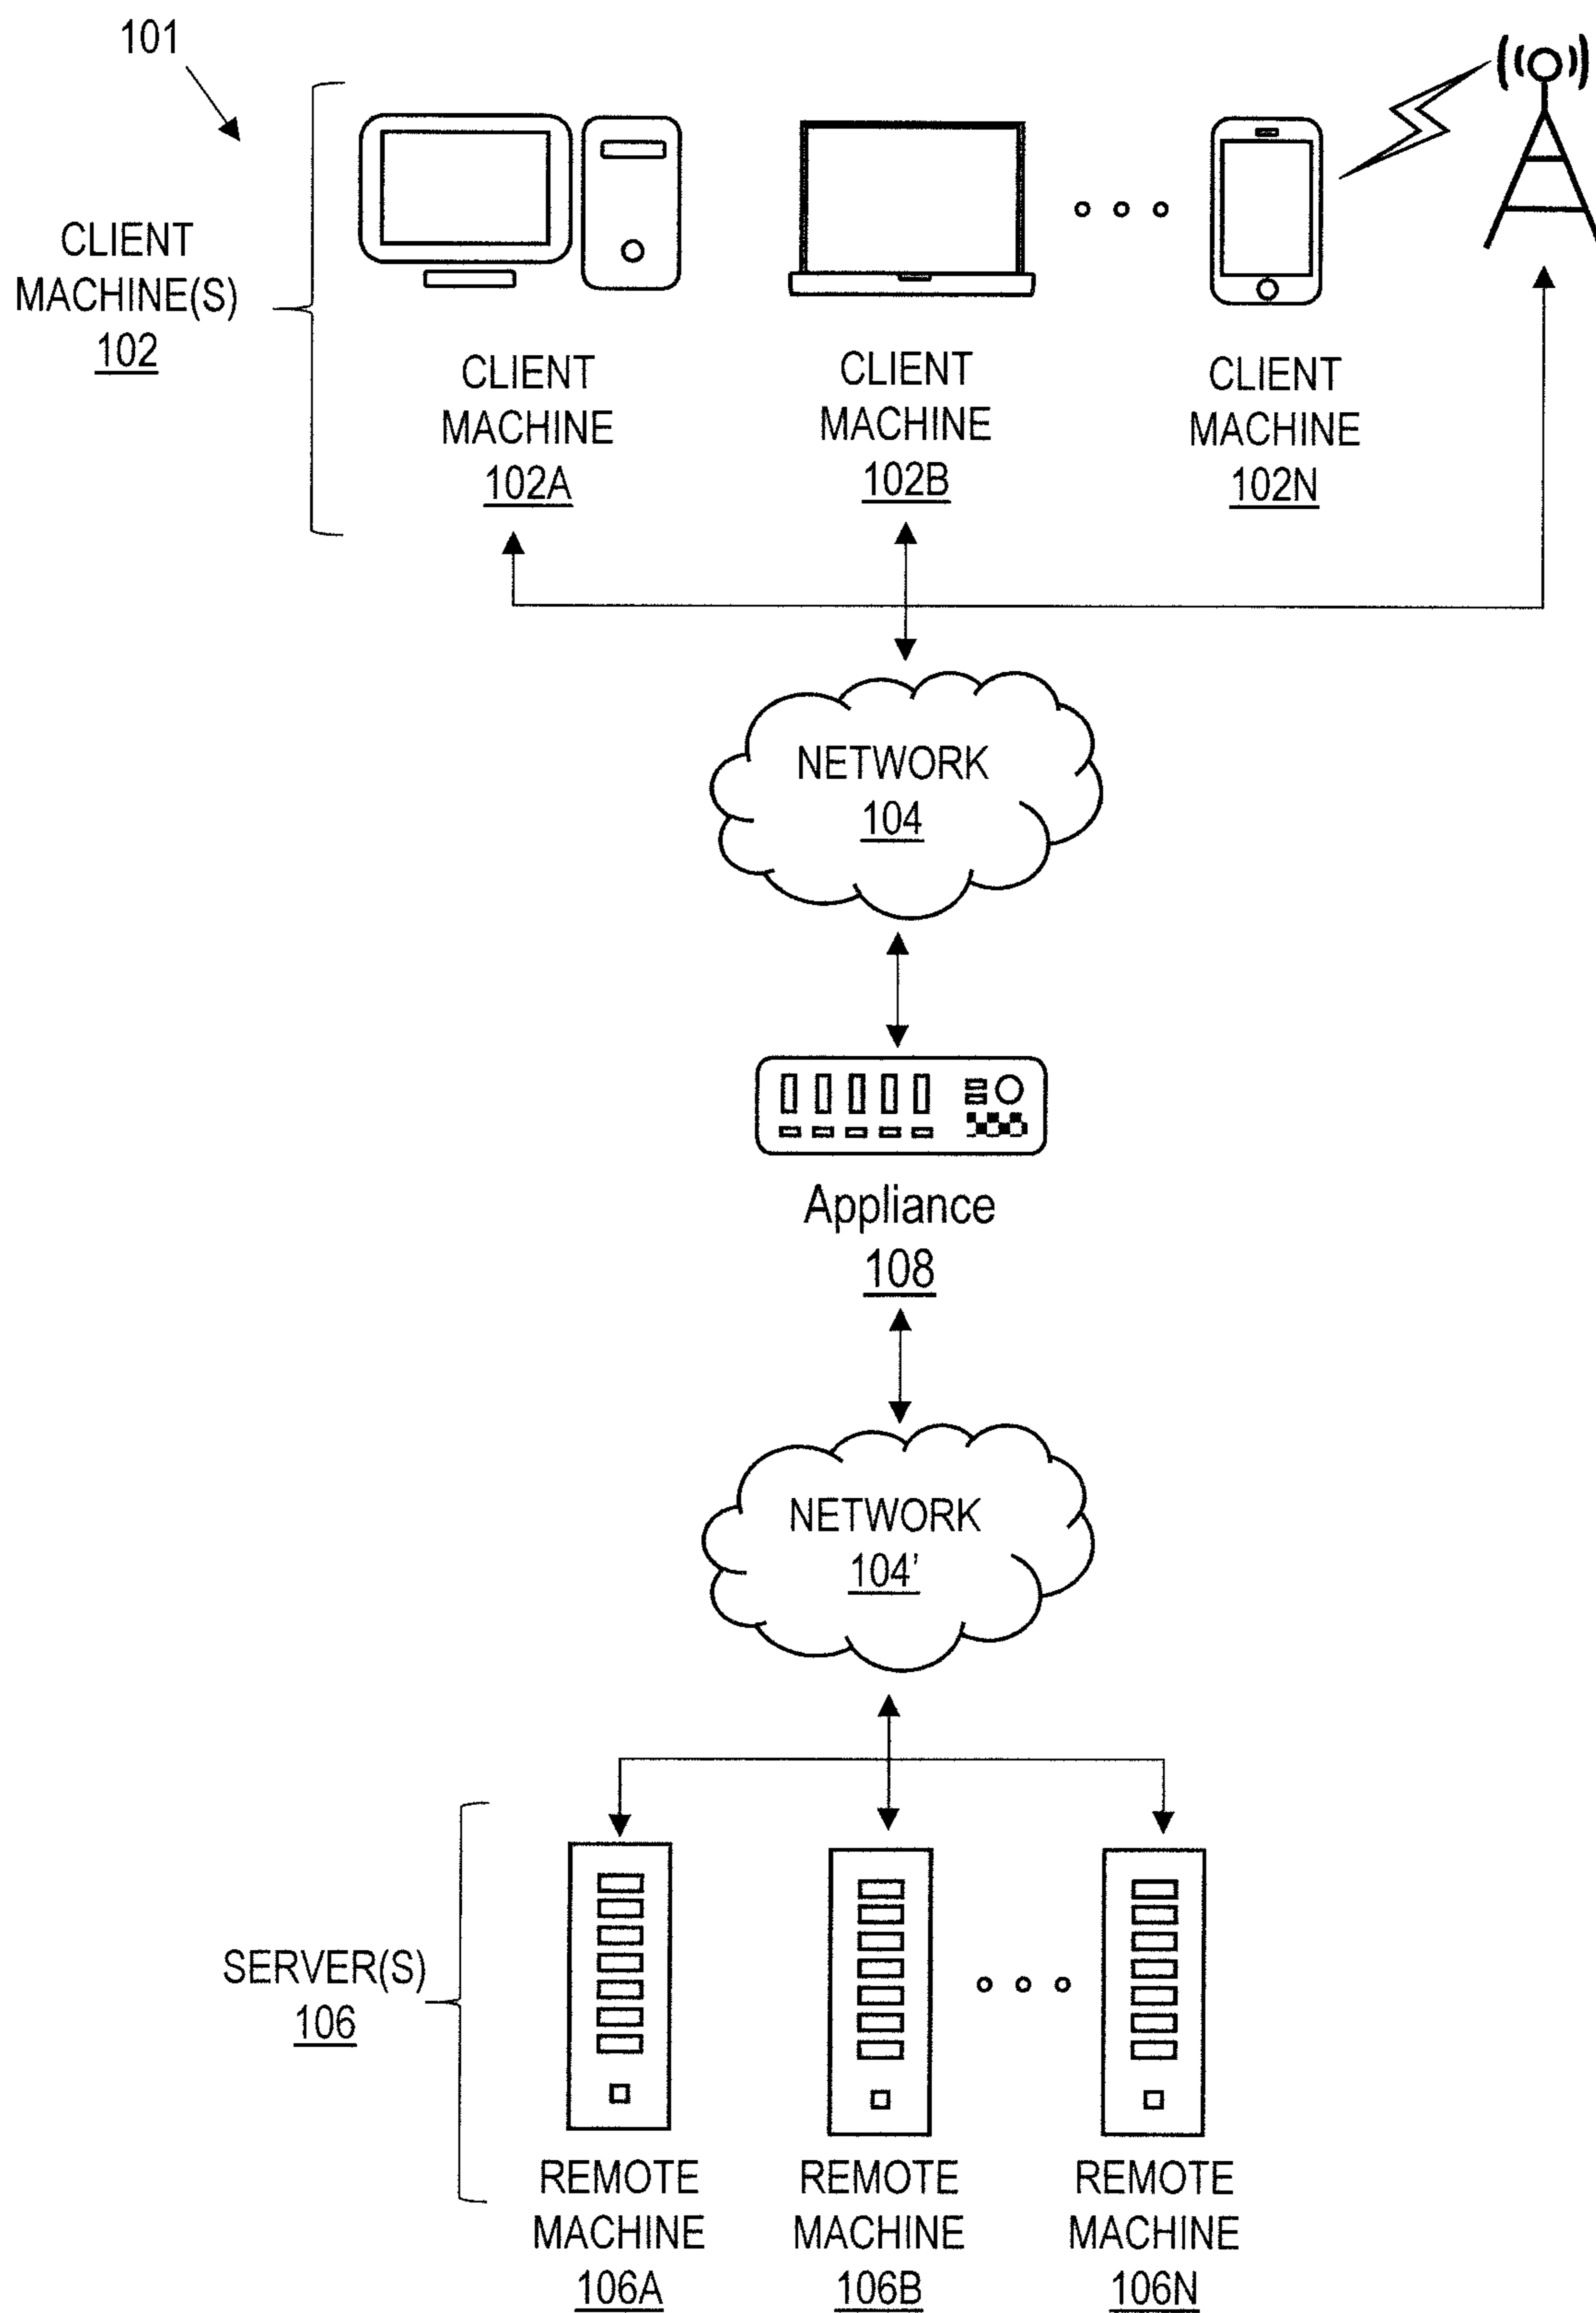 101
CLIENT
MACHINE(S)
102
CLIENT
MACHINE
102A
CLIENT
MACHINE
102B
CLIENT
MACHINE
102N
NETWORK
104
Appliance
108
NETWORK
104'
SERVER(S)
106
REMOTE
MACHINE
106A
REMOTE
MACHINE
106B
REMOTE
MACHINE
106N